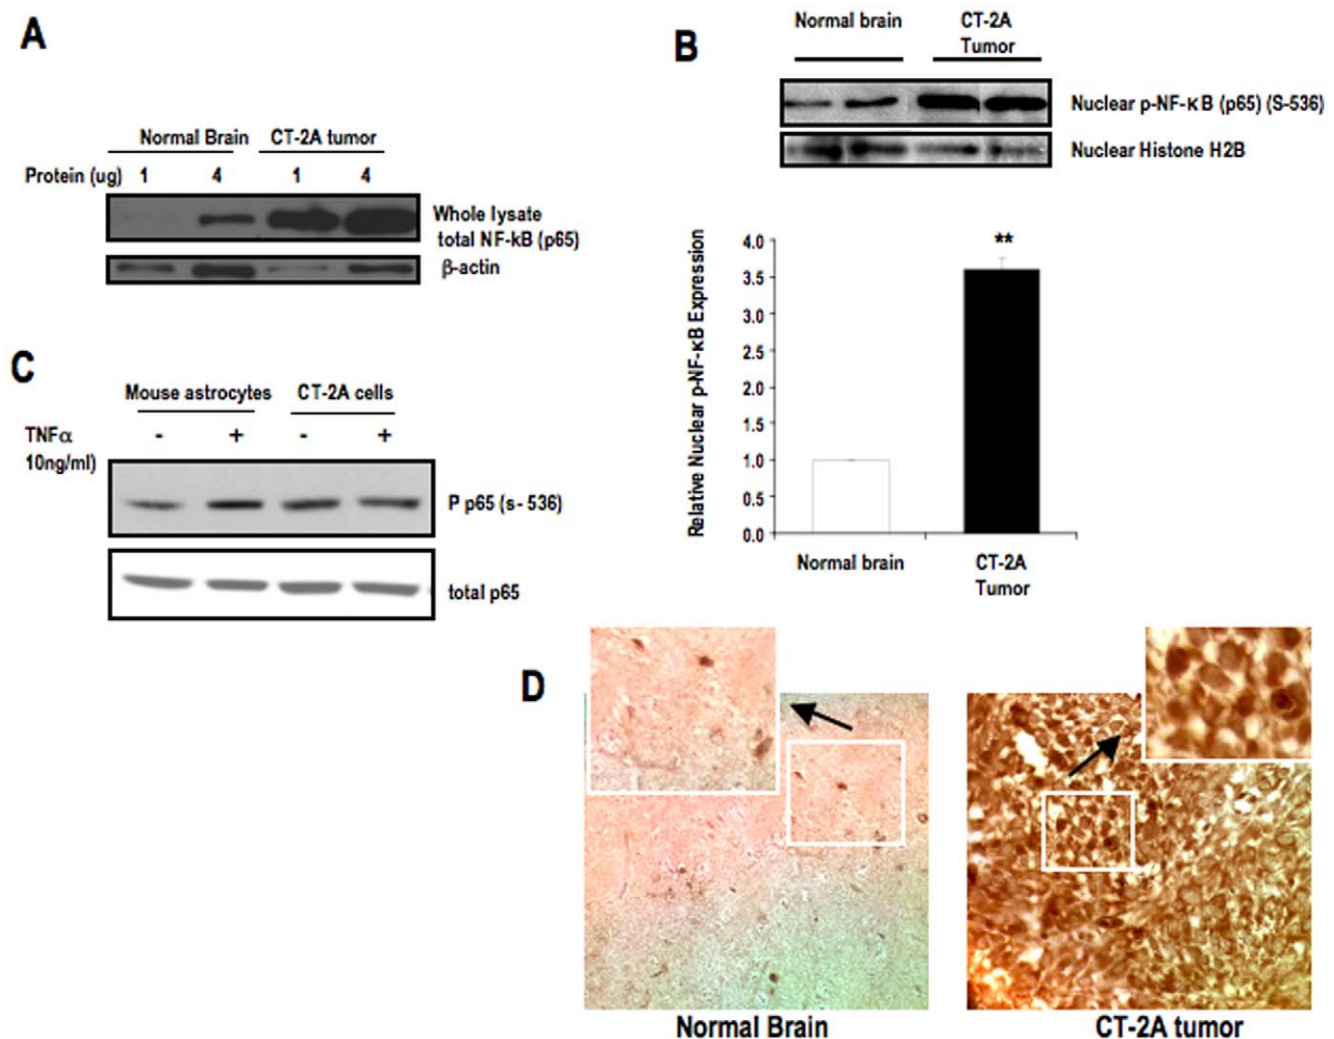 A
Normal Brain CT-2A tumor
Protein (ug) 1 4 1 4
Whole lysate
total NF-kB (p65)
β-actin
B
Normal brain CT-2A
Tumor
Nuclear p-NF-κB (p65) (S-536)
Nuclear Histone H2B
Relative Nuclear p-NF-κB Expression
4.0
3.5
3.0
2.5
2.0
1.5
1.0
0.5
0.0
**
Normal brain CT-2A
Tumor
C
Mouse astrocytes CT-2A cells
TNFα - + - +
10ng/ml)
P p65 (s- 536)
total p65
D
Normal Brain CT-2A tumor